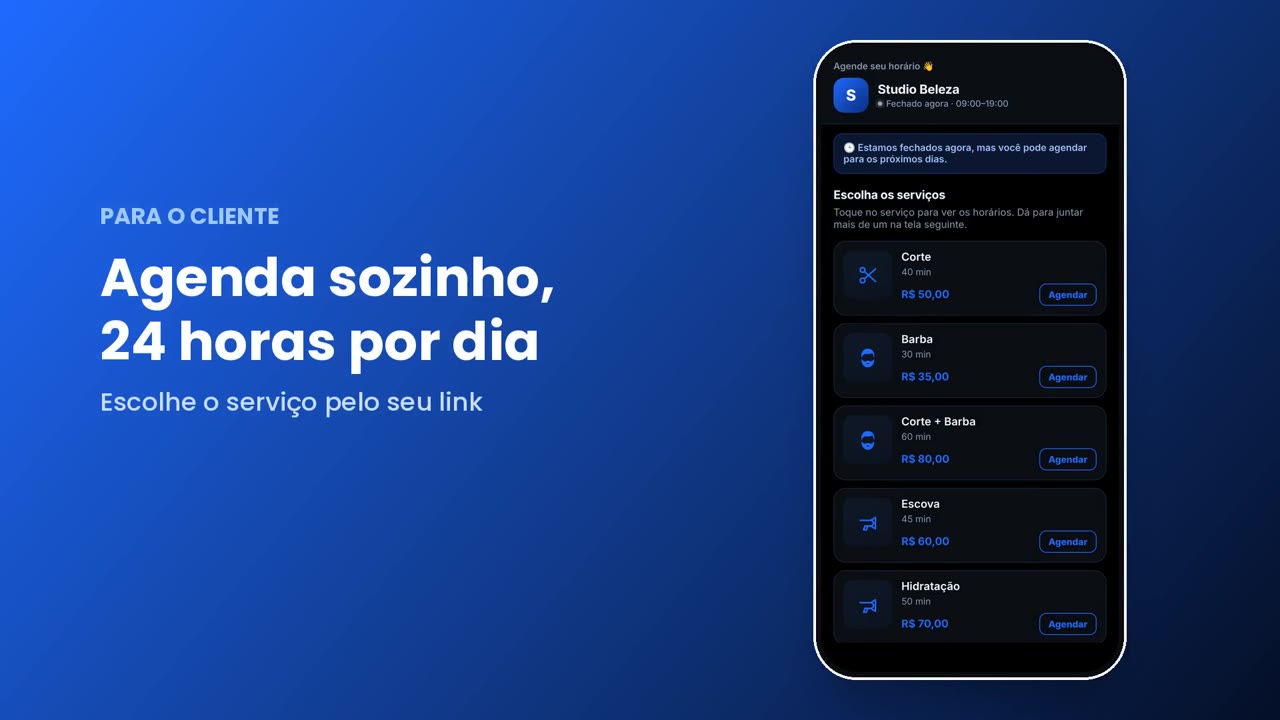 PARA O CLIENTE
Agenda sozinho,
24 horas por dia
Escolhe o serviço pelo seu link
Agende seu horário 👋
S
Studio Beleza
Fechado agora · 09:00–19:00
🕒 Estamos fechados agora, mas você pode agendar
para os próximos dias.
Escolha os serviços
Toque no serviço para ver os horários. Dá para juntar
mais de um na tela seguinte.
Corte
40 min
R$ 50,00
Agendar
Barba
30 min
R$ 35,00
Agendar
Corte + Barba
60 min
R$ 80,00
Agendar
Escova
45 min
R$ 60,00
Agendar
Hidratação
50 min
R$ 70,00
Agendar